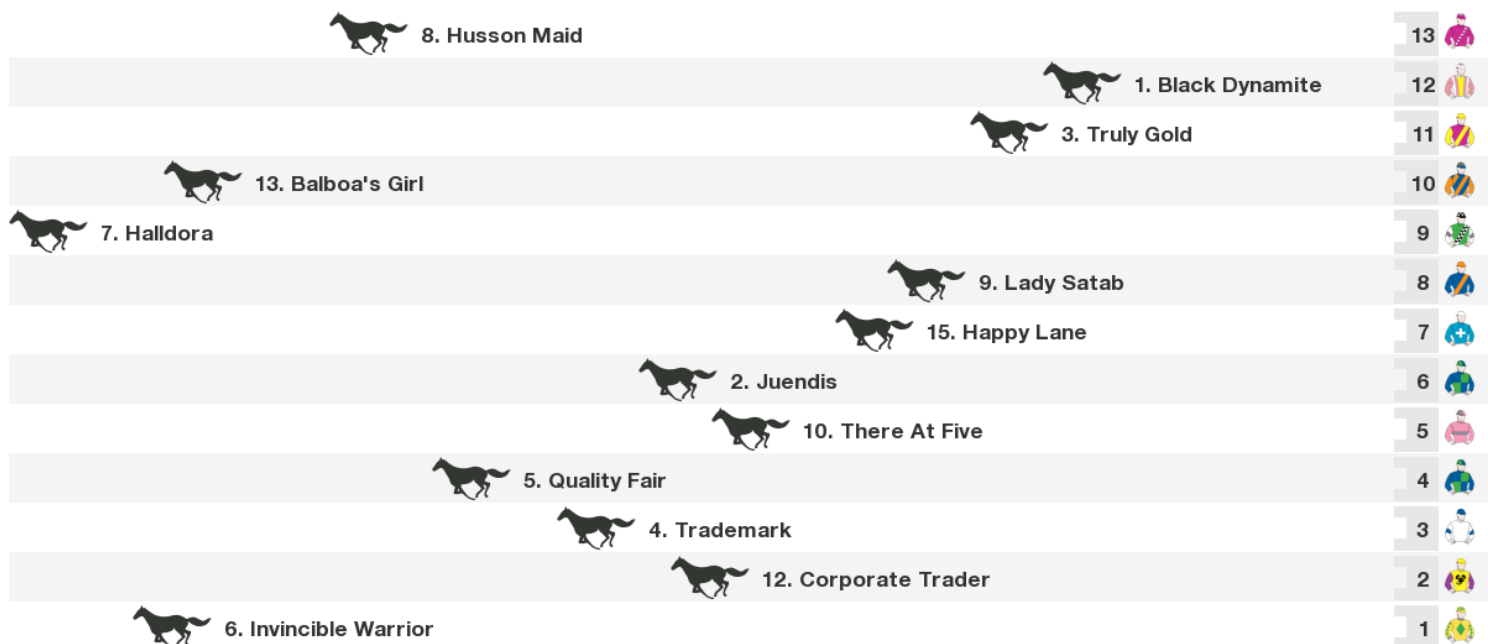 8. Husson Maid 13
1. Black Dynamite 12
3. Truly Gold 11
13. Balboa's Girl 10
7. Halldora 9
9. Lady Satab 8
15. Happy Lane 7
2. Juendis 6
10. There At Five 5
5. Quality Fair 4
4. Trademark 3
12. Corporate Trader 2
6. Invincible Warrior 1